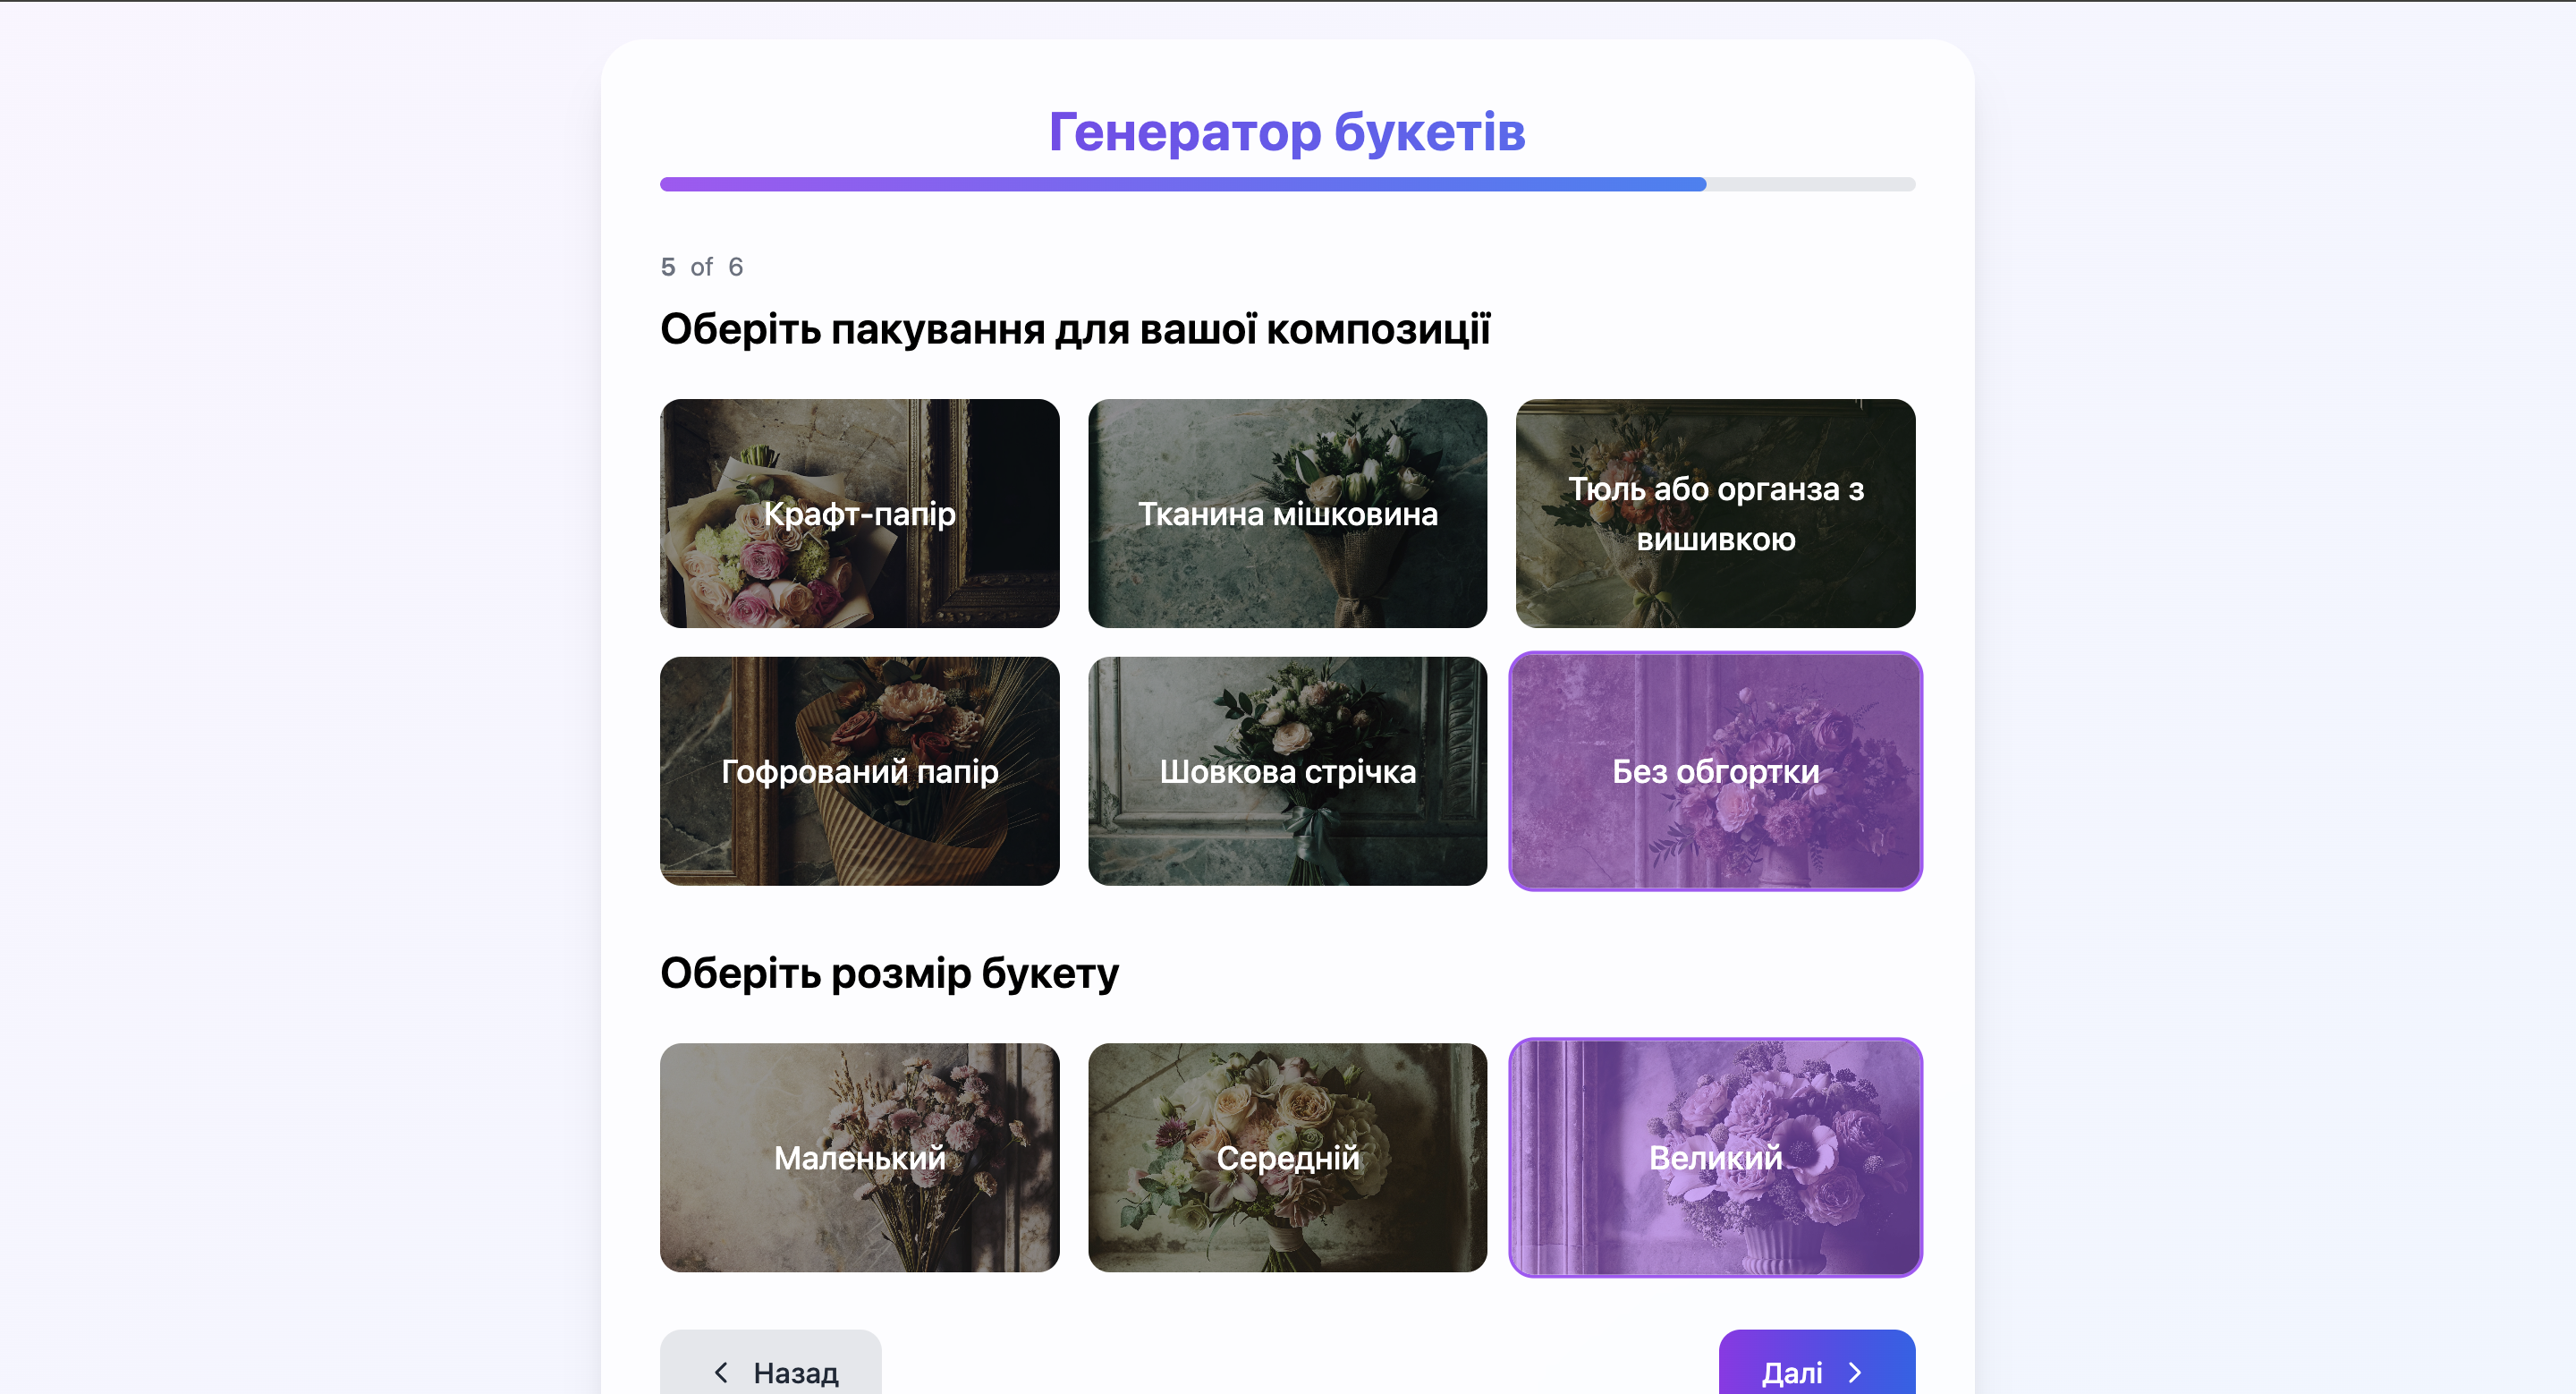 Генератор букетів
5 of 6
Оберіть пакування для вашої композиції
Крафт-папір
Тканина мішковина
Тюль або органза з
вишивкою
Гофрований папір
Шовкова стрічка
Без обгортки
Оберіть розмір букету
Маленький
Середній
Великий
Назад
Далі